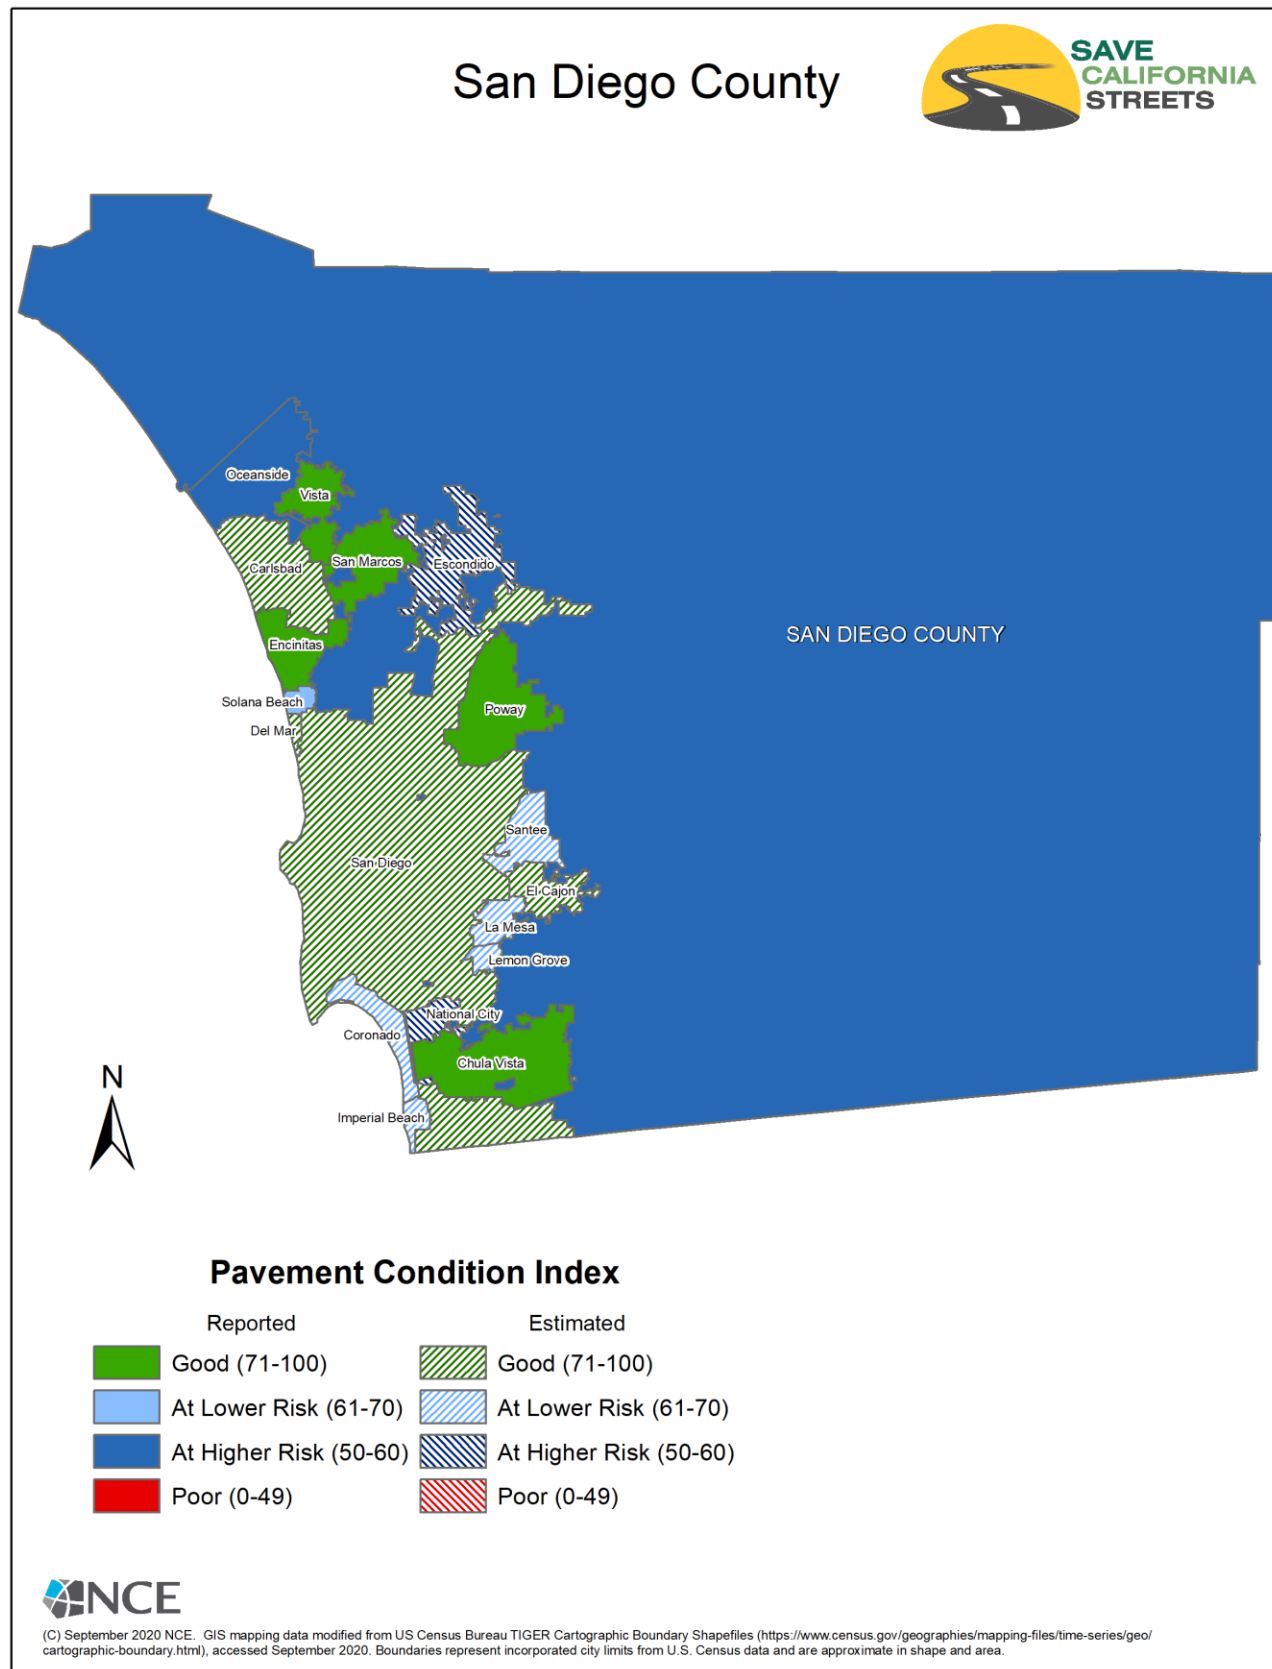 San Diego County
SAVE
CALIFORNIA
STREETS
Oceanside
Vista
San Marcos
Escondido
Carlsbad
SAN DIEGO COUNTY
Encinitas
Solana Beach
Poway
Del Mar
Santee
San Diego
El Cajon
La Mesa
Lemon Grove
National City
Coronado
Chula Vista
N
Imperial Beach
Pavement Condition Index
Reported
Estimated
Good (71-100)
Good (71-100)
At Lower Risk (61-70)
At Lower Risk (61-70)
At Higher Risk (50-60)
At Higher Risk (50-60)
Poor (0-49)
Poor (0-49)
NCE
(C) September 2020 NCE.  GIS mapping data modified from US Census Bureau TIGER Cartographic Boundary Shapefiles (https://www.census.gov/geographies/mapping-files/time-series/geo/
cartographic-boundary.html), accessed September 2020. Boundaries represent incorporated city limits from U.S. Census data and are approximate in shape and area.